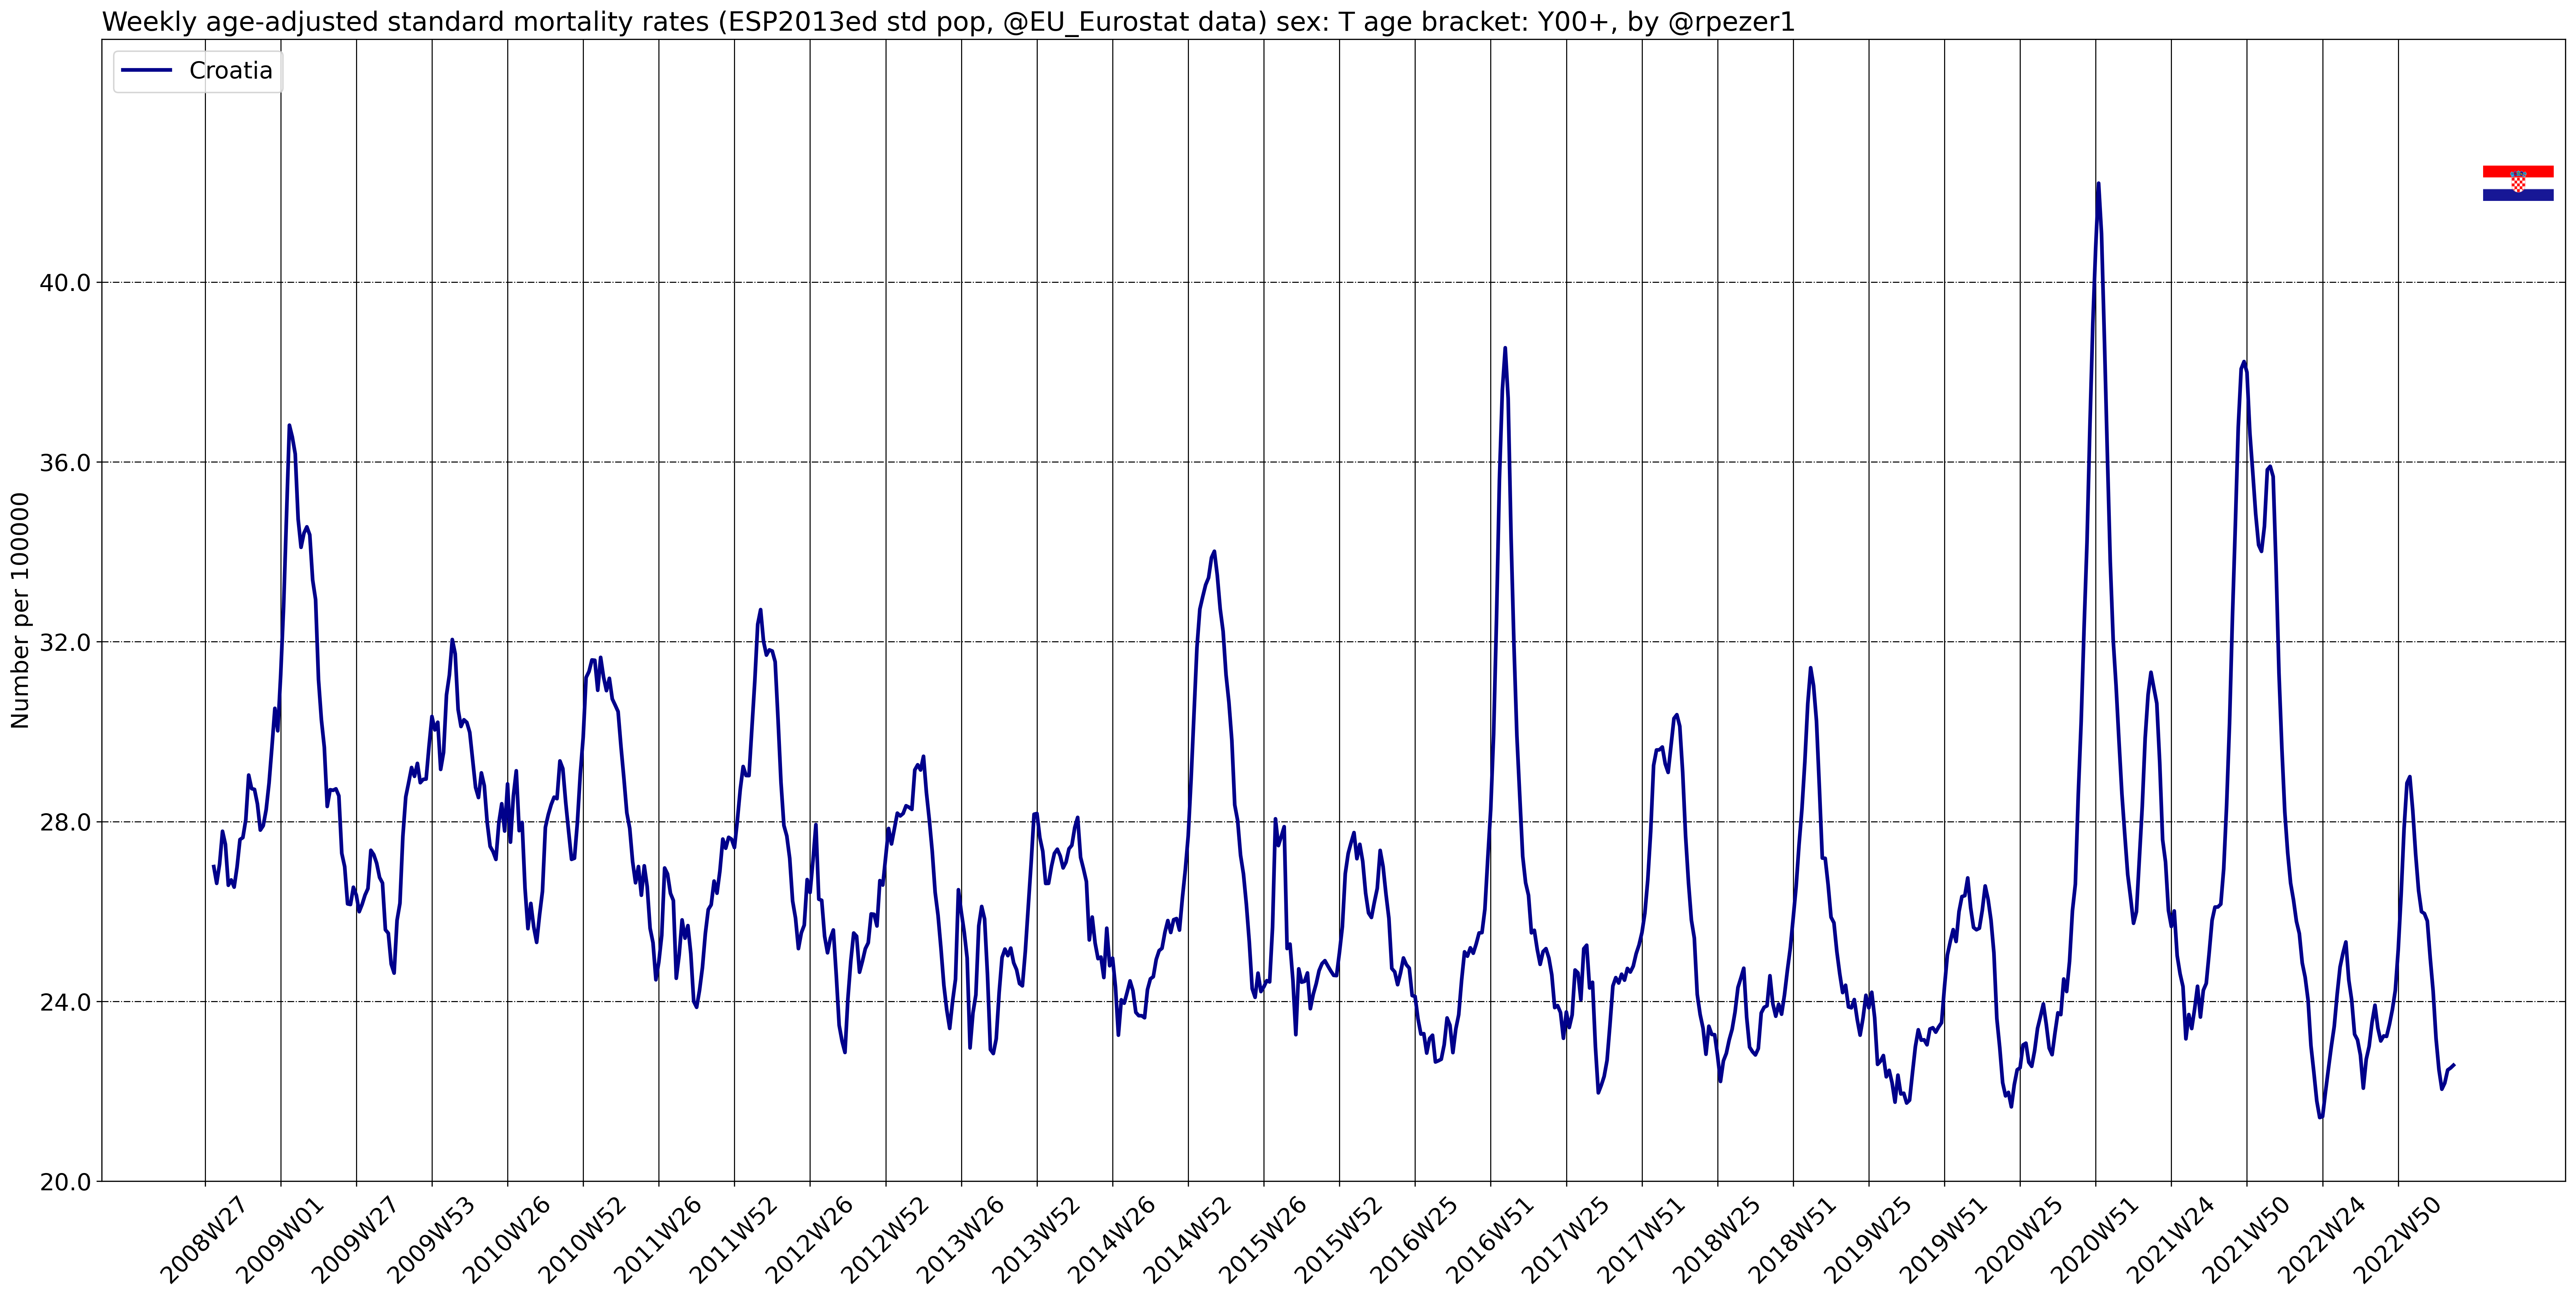 Weekly age-adjusted standard mortality rates (ESP2013ed std pop, @EU_Eurostat data) sex: T age bracket: Y00+, by @rpezer1
Croatia
Number per 100000
40.0
36.0
32.0
28.0
24.0
20.0
2008W27
2009W01
2009W27
2009W53
2010W26
2010W52
2011W26
2011W52
2012W26
2012W52
2013W26
2013W52
2014W26
2014W52
2015W26
2015W52
2016W25
2016W51
2017W25
2017W51
2018W25
2018W51
2019W25
2019W51
2020W25
2020W51
2021W24
2021W50
2022W24
2022W50